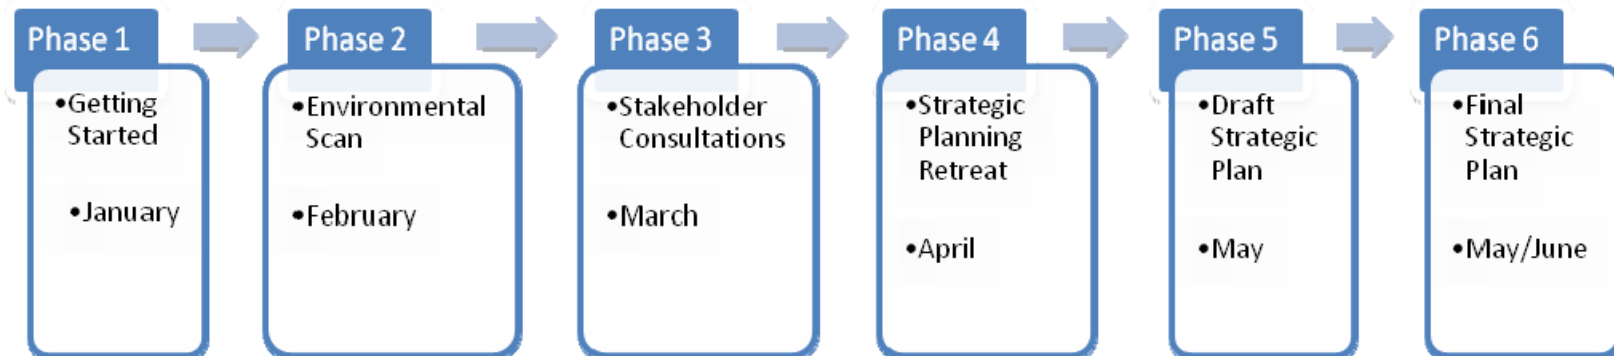 Phase 1
•Getting
Started
•January
Phase 2
•Environmental
Scan
•February
Phase 3
•Stakeholder
Consultations
•March
Phase 4
•Strategic
Planning
Retreat
•April
Phase 5
•Draft
Strategic
Plan
•May
Phase 6
•Final
Strategic
Plan
•May/June